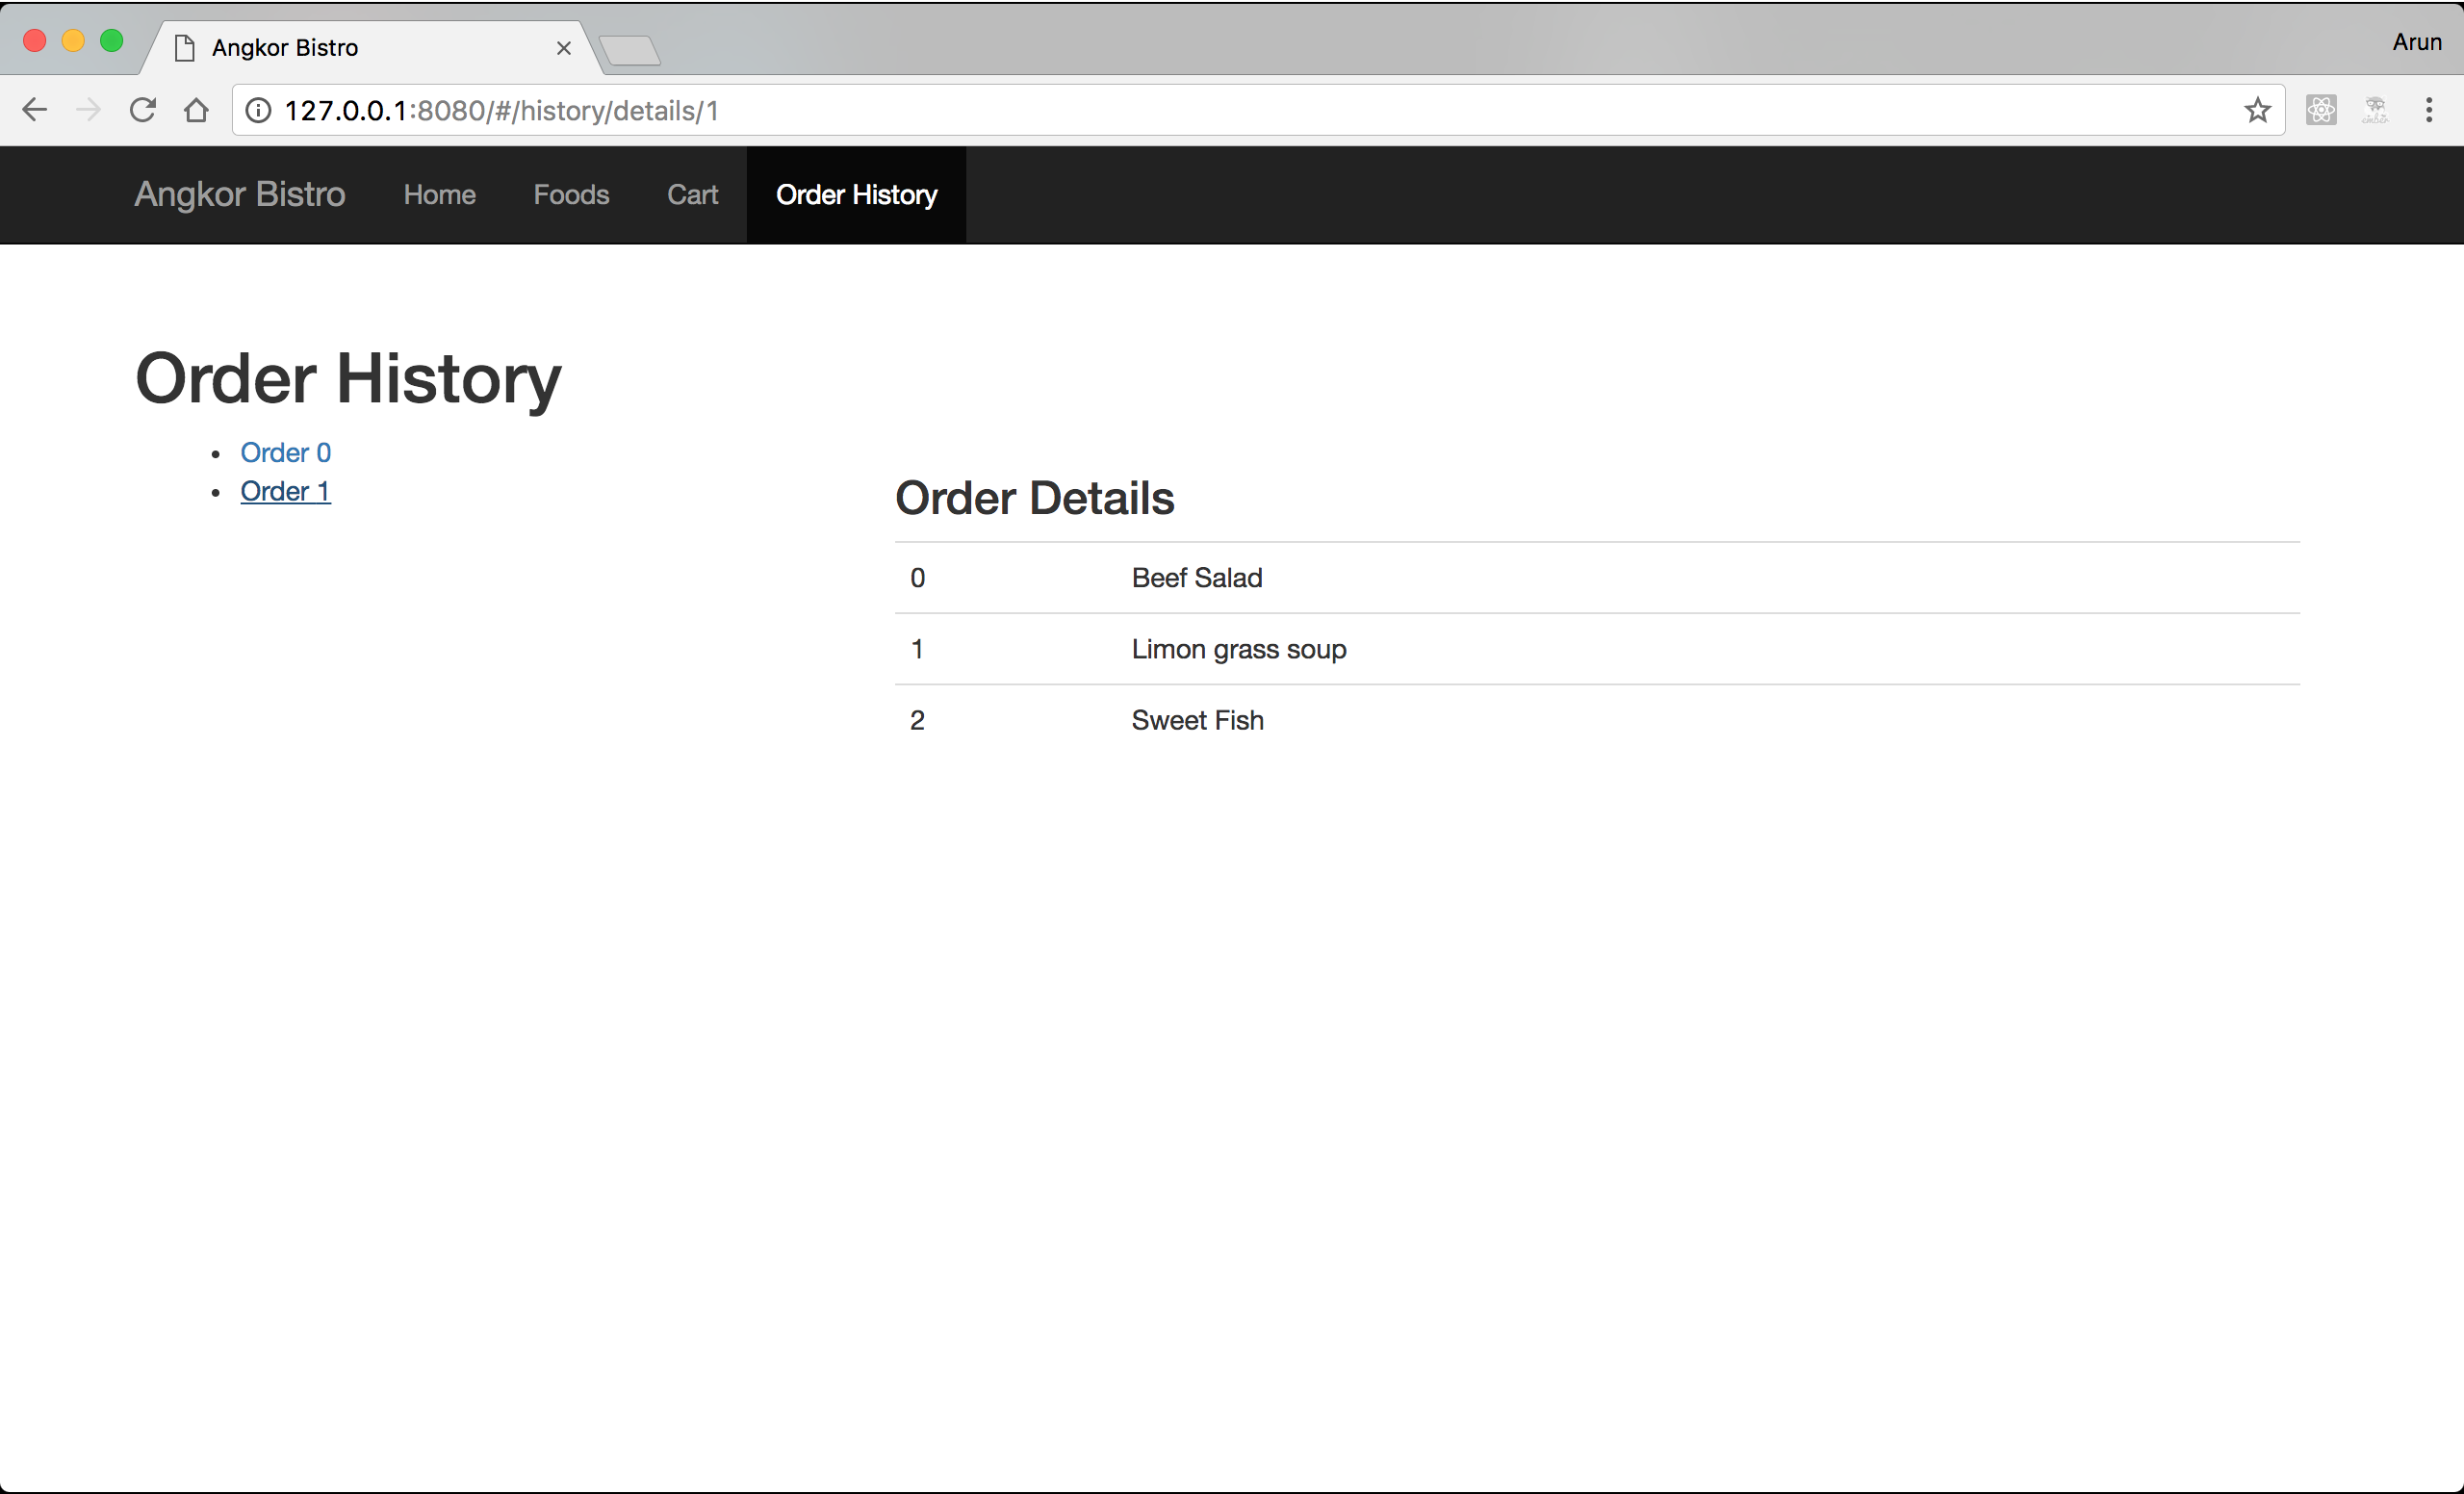 Angkor Bistro
Arun
127.0.0.1:8080/#/history/details/1
Angkor Bistro Home Foods Cart Order History
Order History
Order 0
Order 1
Order Details
0 Beef Salad
1 Limon grass soup
2 Sweet Fish